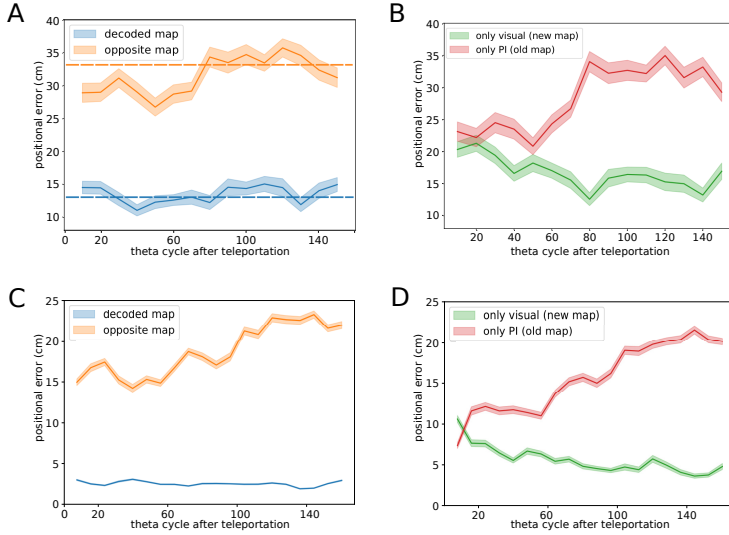 A
decoded map
opposite map
positional error (cm)
40
35
30
25
20
15
10
0
20
60
100
140
theta cycle after teleportation
B
only visual (new map)
only PI (old map)
positional error (cm)
40
35
30
25
20
15
10
20
40
60
80
100
120
140
theta cycle after teleportation
C
decoded map
opposite map
positional error (cm)
25
20
15
10
5
0
20
60
100
140
theta cycle after teleportation
D
only visual (new map)
only PI (old map)
positional error (cm)
25
20
15
10
5
0
20
60
100
140
theta cycle after teleportation